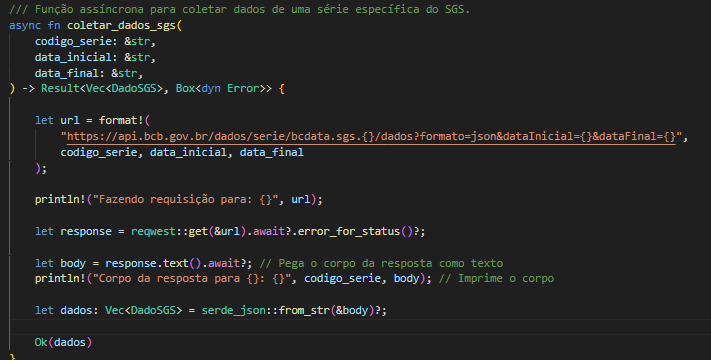 /// Função assíncrona para coletar dados de uma série específica do SGS.
async fn coletar_dados_sgs(
    codigo_serie: &str,
    data_inicial: &str,
    data_final: &str,
) -> Result<Vec<DadoSGS>, Box<dyn Error>> {
    let url = format!(
        "https://api.bcb.gov.br/dados/serie/bcdata.sgs.{}/dados?formato=json&dataInicial={}&dataFinal={}",
        codigo_serie, data_inicial, data_final
    );
    println!("Fazendo requisição para: {}", url);
    let response = reqwest::get(&url).await?.error_for_status()?;
    let body = response.text().await?; // Pega o corpo da resposta como texto
    println!("Corpo da resposta para {}: {}", codigo_serie, body); // Imprime o corpo
    let dados: Vec<DadoSGS> = serde_json::from_str(&body)?;
    Ok(dados)
}